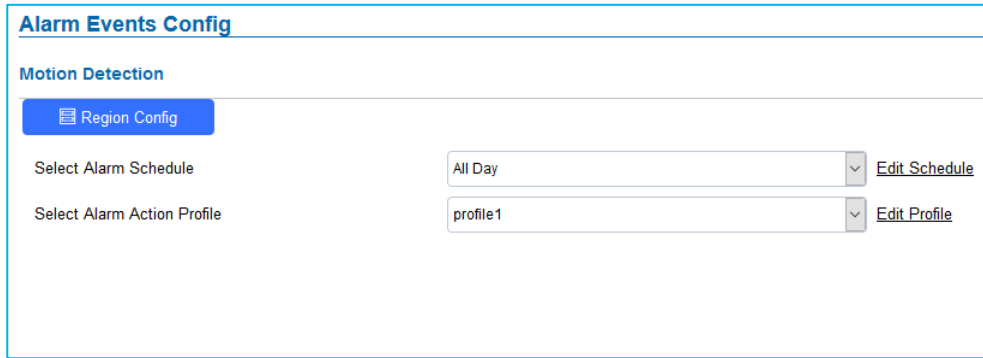 Alarm Events Config
Motion Detection
Region Config
Select Alarm Schedule All Day Edit Schedule
Select Alarm Action Profile profile1 Edit Profile